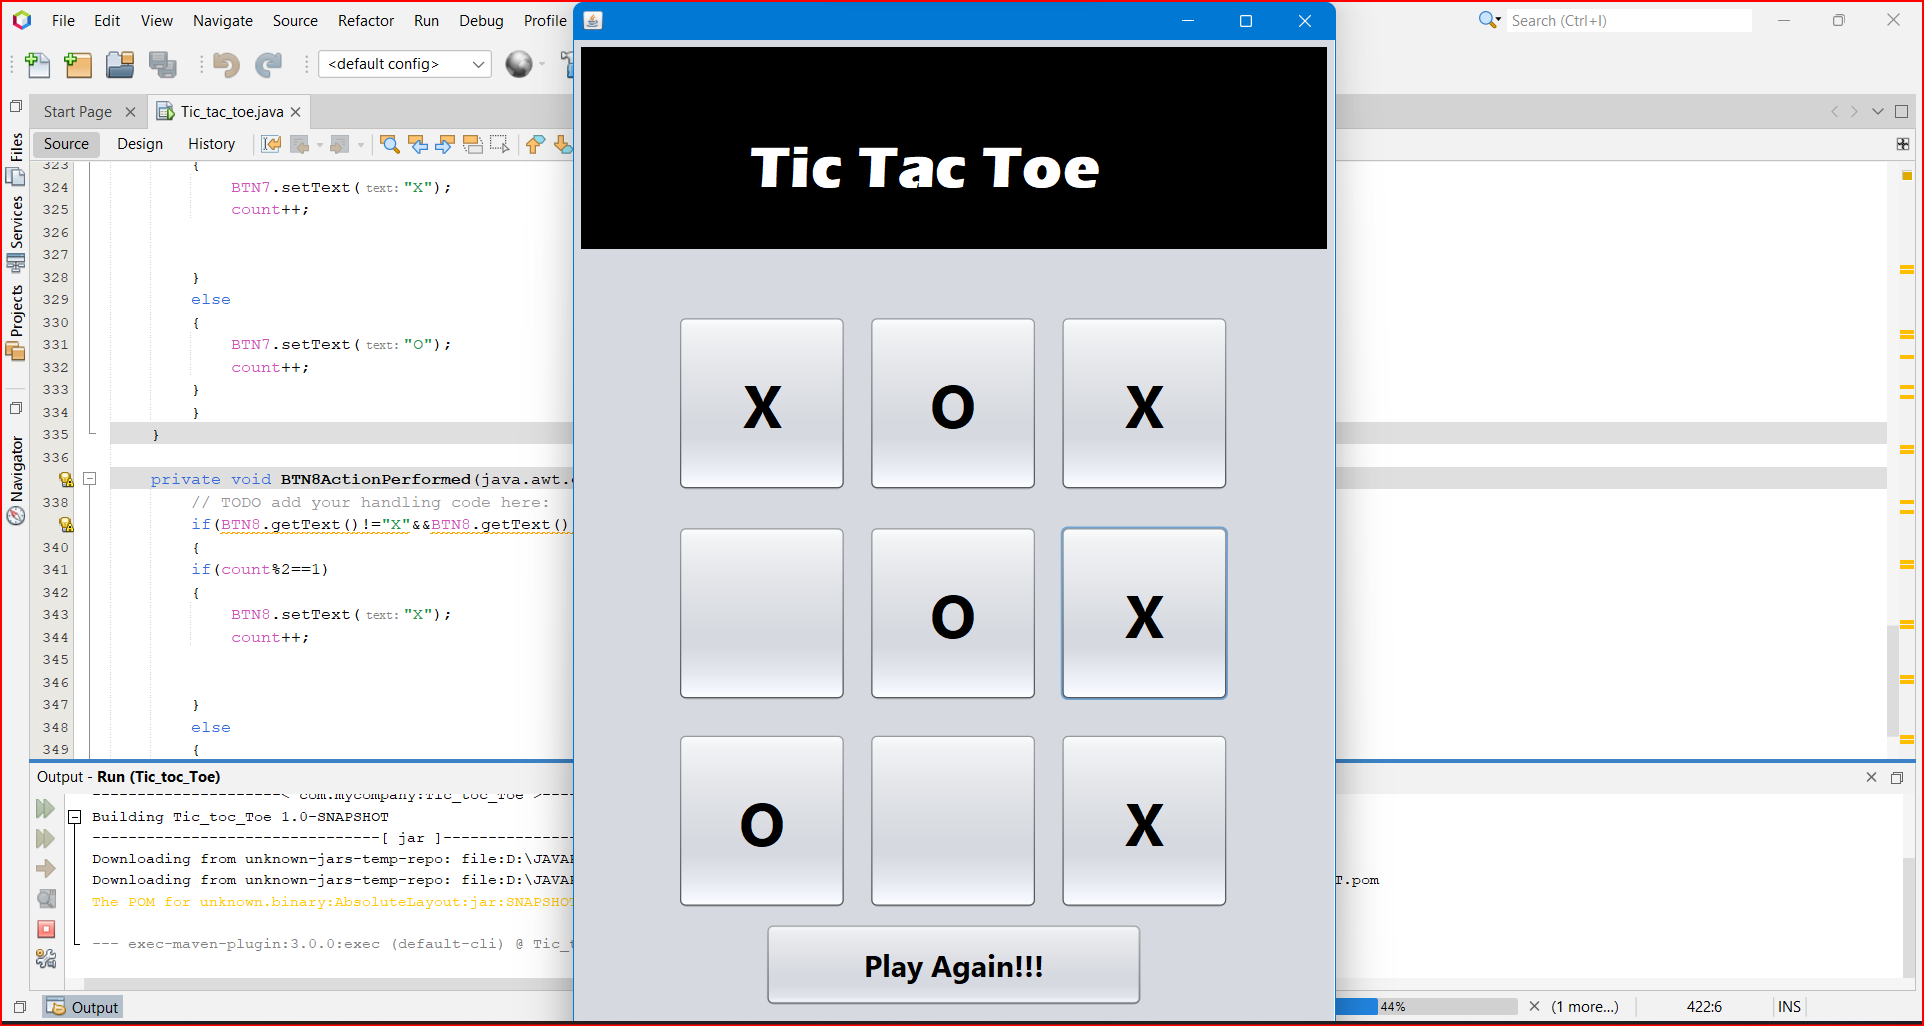 File Edit View Navigate Source Refactor Run Debug Profile
Search (Ctrl+I)
<default config>
Start Page
Tic_tac_toe.java
Source Design History
Files
Services
Projects
Navigator
323 {
324 BTN7.setText(text:"X");
325 count++;
326
327
328 }
329 else
330 {
331 BTN7.setText(text:"O");
332 count++;
333 }
334 }
335 }
336
private void BTN8ActionPerformed(java.awt.
338 // TODO add your handling code here:
if(BTN8.getText()!="X"&&BTN8.getText()
340 {
341 if(count%2==1)
342 {
343 BTN8.setText(text:"X");
344 count++;
345
346
347 }
348 else
349 {
Tic Tac Toe
X O X
O X
O X
Play Again!!!
Output - Run (Tic_toc_Toe)
---------------------< com.mycompany:Tic_toc_Toe >----
Building Tic_toc_Toe 1.0-SNAPSHOT
--------------------------------[ jar ]---------------
Downloading from unknown-jars-temp-repo: file:D:\JAVA
Downloading from unknown-jars-temp-repo: file:D:\JAVA
.pom
The POM for unknown.binary:AbsoluteLayout:jar:SNAPSHOT
--- exec-maven-plugin:3.0.0:exec (default-cli) @ Tic_
Output
44%
(1 more...)
422:6
INS